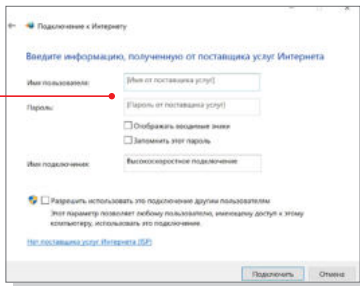 Подключение к Интернету
Введите информацию, полученную от поставщика услуг Интернета
Имя пользователя:
[Имя от поставщика услуг]
Пароль:
[Пароль от поставщика услуг]
Отображать вводимые знаки
Запомнить этот пароль
Имя подключения:
Высокоскоростное подключение
Разрешить использовать это подключение другим пользователям
Этот параметр позволяет любому пользователю, имеющему доступ к этому
компьютеру, использовать это подключение.
Нет поставщика услуг Интернета (ISP)
Подключить
Отмена